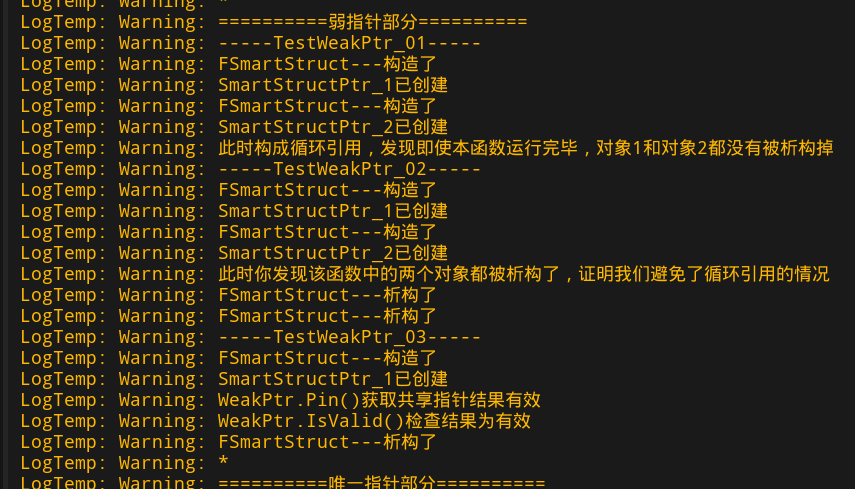 LogTemp: Warning: *
LogTemp: Warning: ==========弱指针部分==========
LogTemp: Warning: -----TestWeakPtr_01-----
LogTemp: Warning: FSmartStruct---构造了
LogTemp: Warning: SmartStructPtr_1已创建
LogTemp: Warning: FSmartStruct---构造了
LogTemp: Warning: SmartStructPtr_2已创建
LogTemp: Warning: 此时构成循环引用，发现即使本函数运行完毕，对象1和对象2都没有被析构掉
LogTemp: Warning: -----TestWeakPtr_02-----
LogTemp: Warning: FSmartStruct---构造了
LogTemp: Warning: SmartStructPtr_1已创建
LogTemp: Warning: FSmartStruct---构造了
LogTemp: Warning: SmartStructPtr_2已创建
LogTemp: Warning: 此时你发现该函数中的两个对象都被析构了，证明我们避免了循环引用的情况
LogTemp: Warning: FSmartStruct---析构了
LogTemp: Warning: FSmartStruct---析构了
LogTemp: Warning: -----TestWeakPtr_03-----
LogTemp: Warning: FSmartStruct---构造了
LogTemp: Warning: SmartStructPtr_1已创建
LogTemp: Warning: WeakPtr.Pin()获取共享指针结果有效
LogTemp: Warning: WeakPtr.IsValid()检查结果为有效
LogTemp: Warning: FSmartStruct---析构了
LogTemp: Warning: *
LogTemp: Warning: ==========唯一指针部分==========